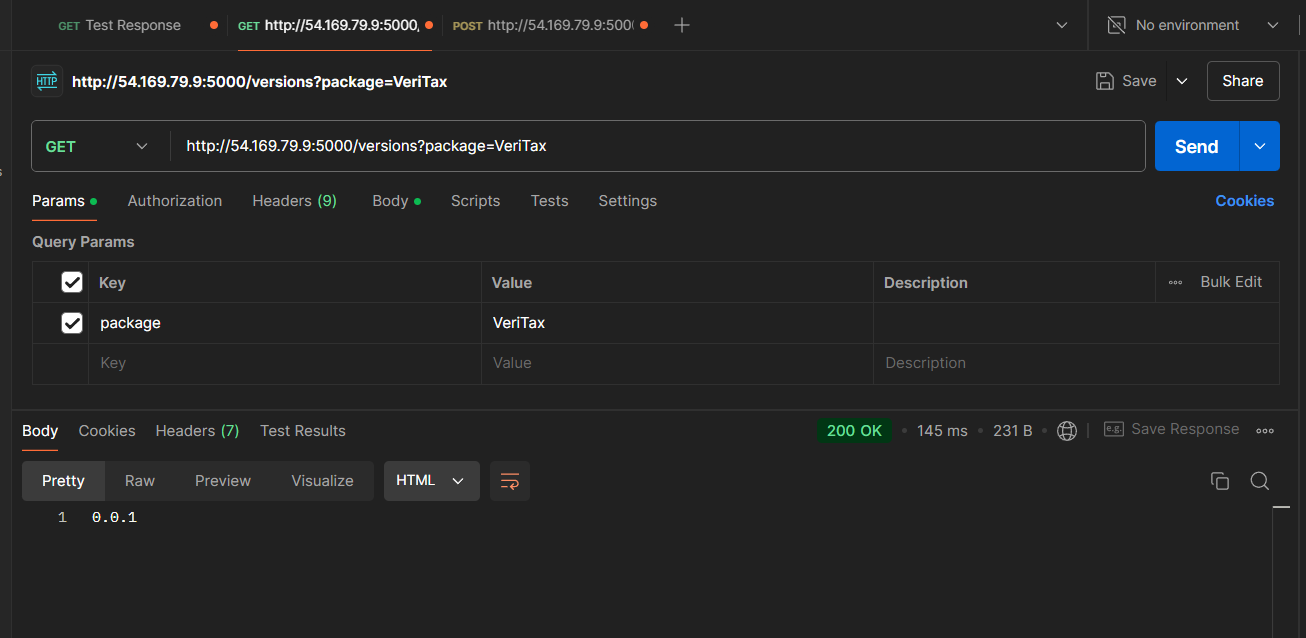 GET Test Response GET http://54.169.79.9:5000, POST http://54.169.79.9:500 No environment
HTTP http://54.169.79.9:5000/versions?package=VeriTax Save Share
GET http://54.169.79.9:5000/versions?package=VeriTax Send
s
Params Authorization Headers (9) Body Scripts Tests Settings Cookies
Query Params
Key Value Description Bulk Edit
package VeriTax
Key Value Description
Body Cookies Headers (7) Test Results 200 OK 145 ms 231 B e.g. Save Response
Pretty Raw Preview Visualize HTML
1 0.0.1